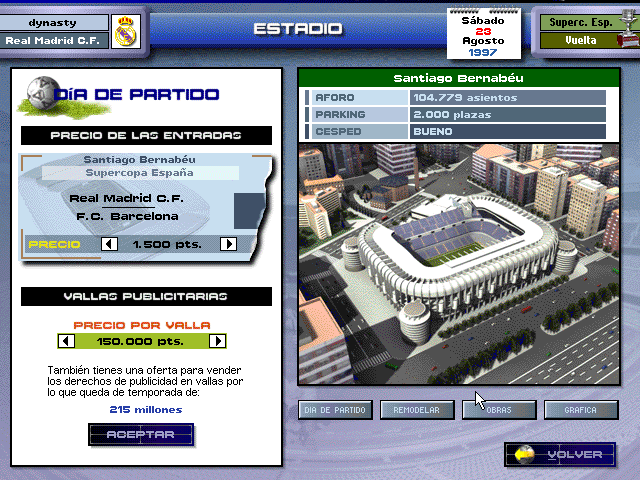 dynasty
Real Madrid C.F.
ESTADIO
Sábado
23
Agosto
1997
Superc. Esp.
Vuelta
DÍA DE PARTIDO
PRECIO DE LAS ENTRADAS
Santiago Bernabéu
Supercopa España
Real Madrid C.F.
F.C. Barcelona
PRECIO
1.500 pts.
VALLAS PUBLICITARIAS
PRECIO POR VALLA
150.000 pts.
También tienes una oferta para vender
los derechos de publicidad en vallas por
lo que queda de temporada de:
215 millones
ACEPTAR
Santiago Bernabéu
AFORO 104.779 asientos
PARKING 2.000 plazas
CESPED BUENO
DIA DE PARTIDO
REMODELAR
OBRAS
GRAFICA
VOLVER